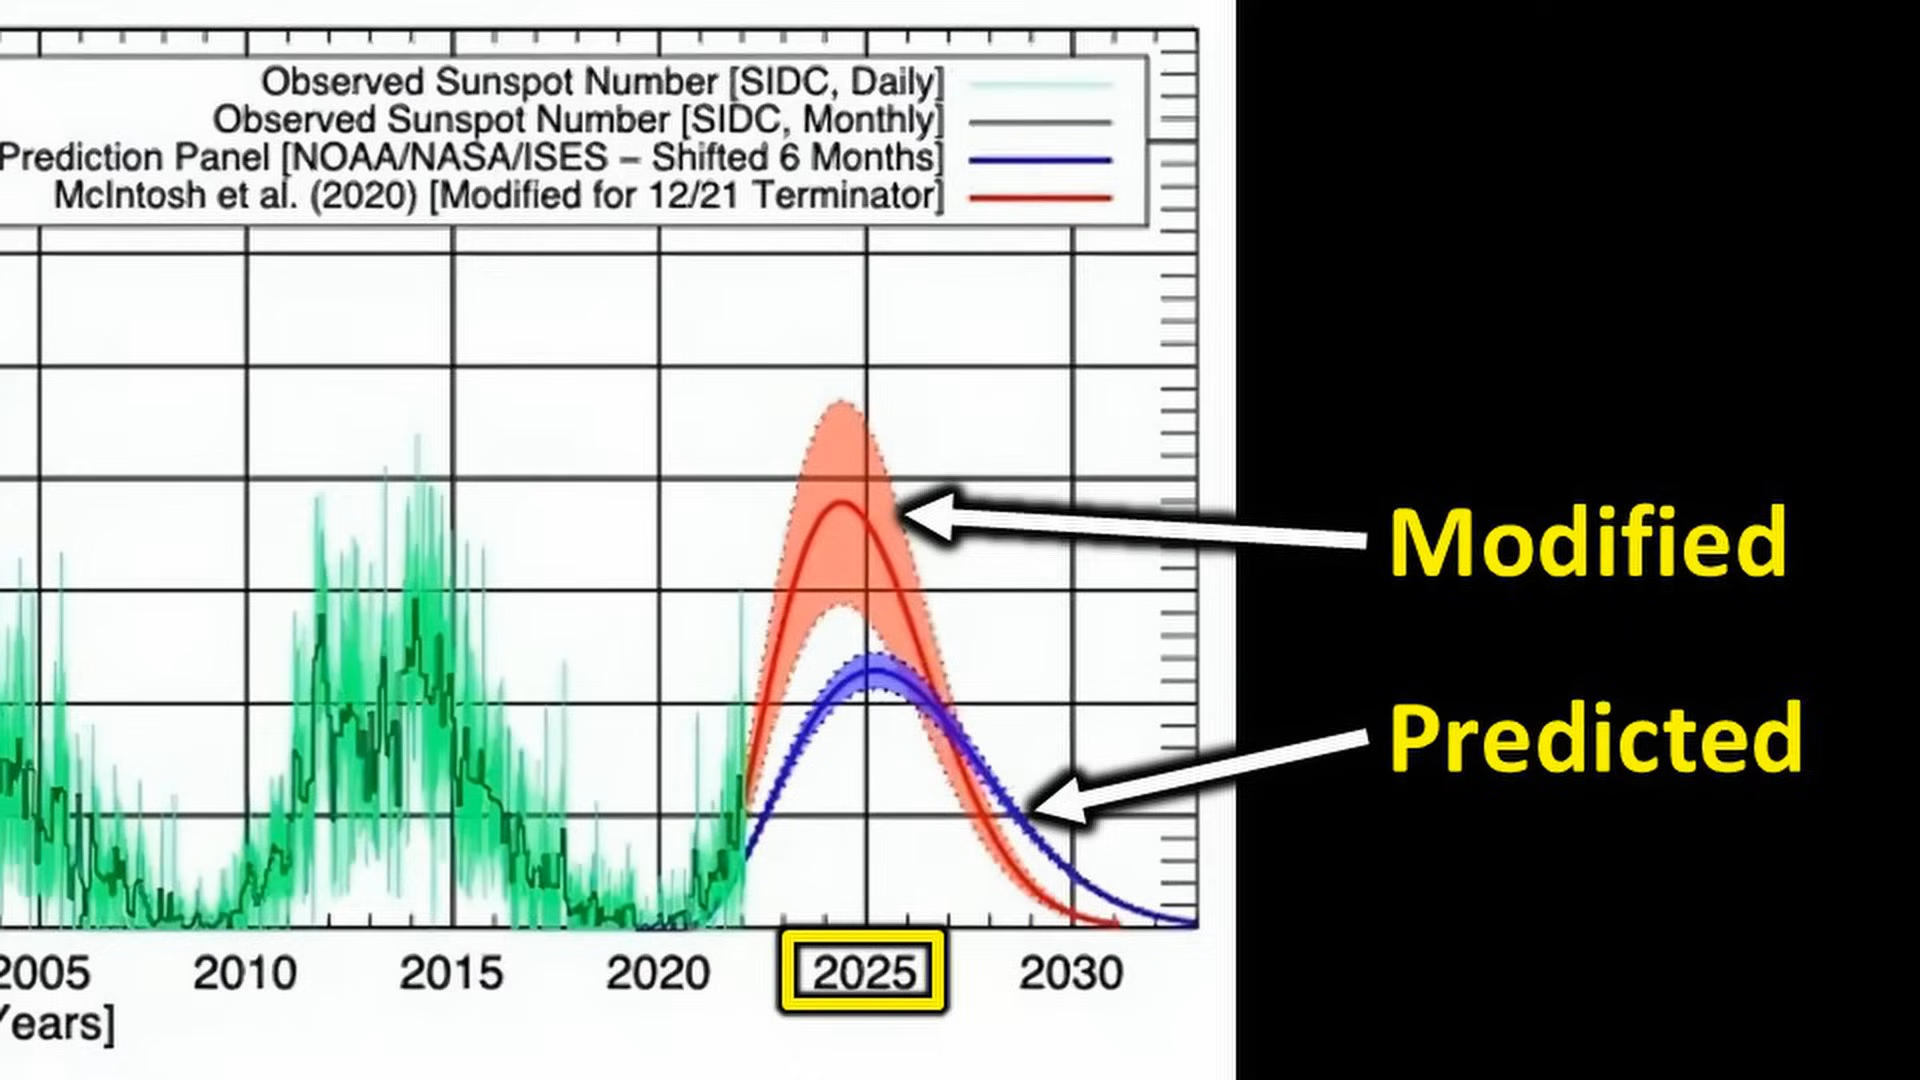 Observed Sunspot Number [SIDC, Daily]
Observed Sunspot Number [SIDC, Monthly]
Prediction Panel [NOAA/NASA/ISES – Shifted 6 Months]
McIntosh et al. (2020) [Modified for 12/21 Terminator]
Modified
Predicted
2005 2010 2015 2020 2025 2030
Years]